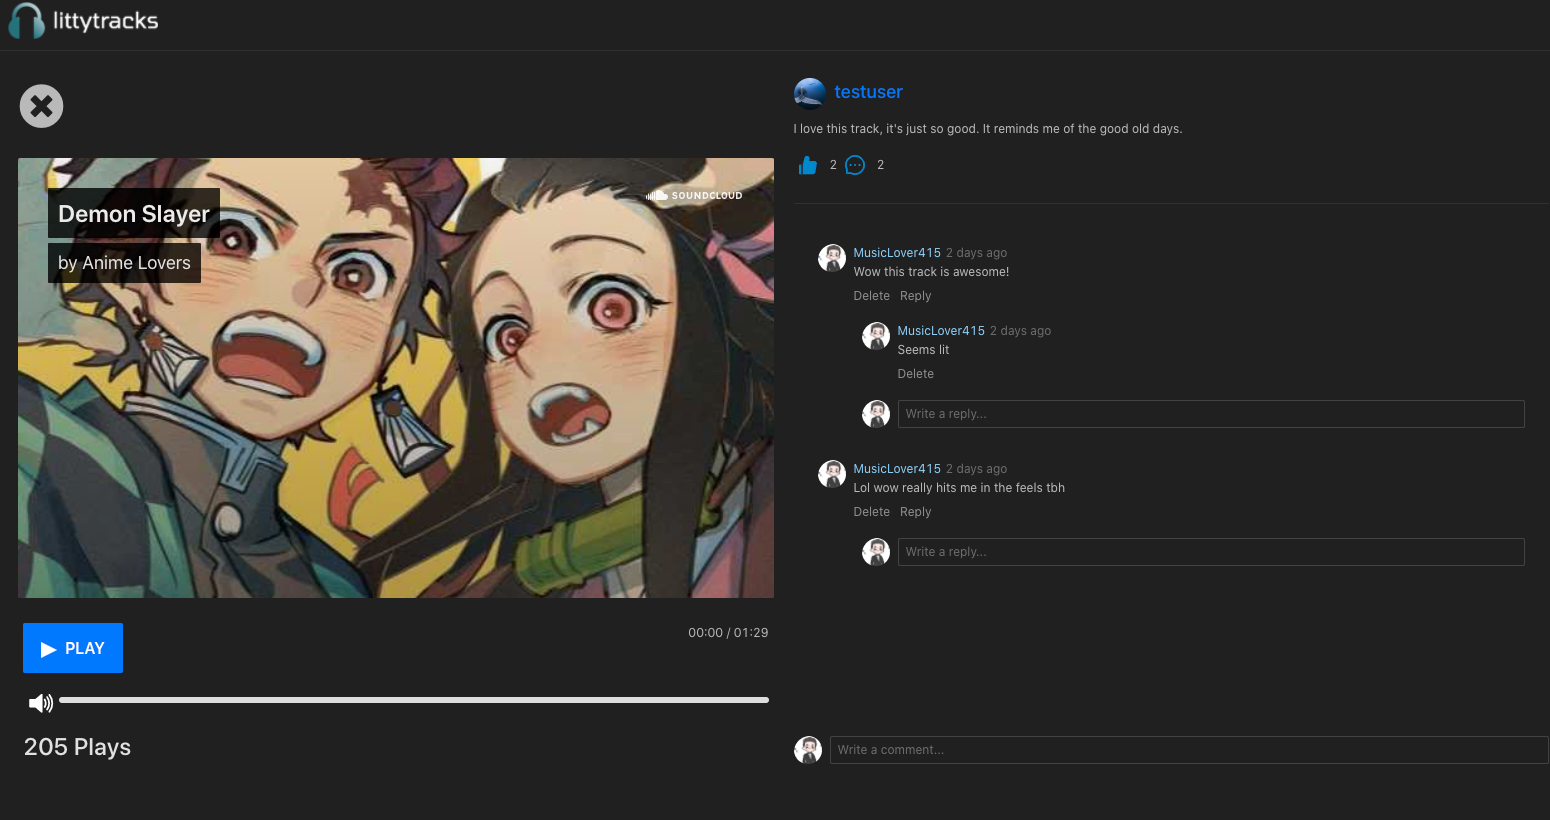 littytracks
Demon Slayer
by Anime Lovers
SOUNDCLOUD
PLAY
00:00 / 01:29
205 Plays
testuser
I love this track, it's just so good. It reminds me of the good old days.
2 2
MusicLover415 2 days ago
Wow this track is awesome!
Delete Reply
MusicLover415 2 days ago
Seems lit
Delete
Write a reply...
MusicLover415 2 days ago
Lol wow really hits me in the feels tbh
Delete Reply
Write a reply...
Write a comment...